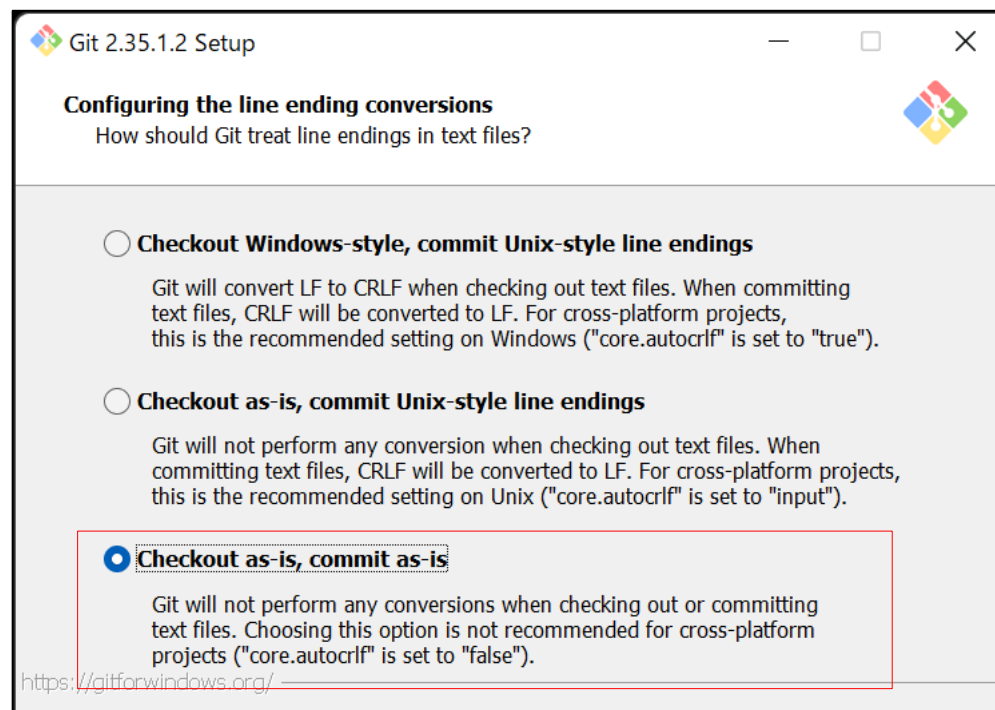 Git 2.35.1.2 Setup
Configuring the line ending conversions
How should Git treat line endings in text files?
Checkout Windows-style, commit Unix-style line endings
Git will convert LF to CRLF when checking out text files. When committing
text files, CRLF will be converted to LF. For cross-platform projects,
this is the recommended setting on Windows ("core.autocrlf" is set to "true").
Checkout as-is, commit Unix-style line endings
Git will not perform any conversion when checking out text files. When
committing text files, CRLF will be converted to LF. For cross-platform projects,
this is the recommended setting on Unix ("core.autocrlf" is set to "input").
Checkout as-is, commit as-is
Git will not perform any conversions when checking out or committing
text files. Choosing this option is not recommended for cross-platform
projects ("core.autocrlf" is set to "false").
https://gitforwindows.org/